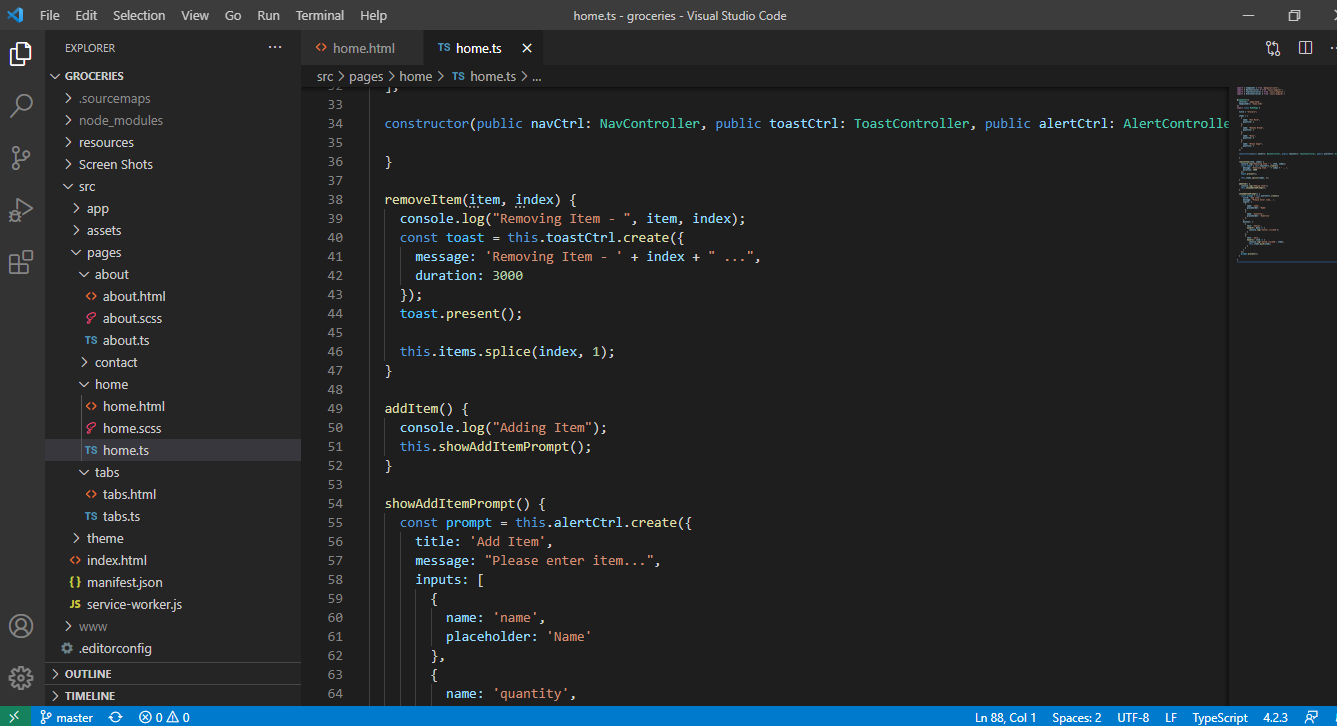 File Edit Selection View Go Run Terminal Help home.ts - groceries - Visual Studio Code
EXPLORER
GROCERIES
.sourcemaps
node_modules
resources
Screen Shots
src
app
assets
pages
about
about.html
about.scss
TS about.ts
contact
home
home.html
home.scss
TS home.ts
tabs
tabs.html
TS tabs.ts
theme
index.html
{} manifest.json
JS service-worker.js
www
.editorconfig
OUTLINE
TIMELINE
home.html TS home.ts
src > pages > home > TS home.ts > ...
32 ];
33
34 constructor(public navCtrl: NavController, public toastCtrl: ToastController, public alertCtrl: AlertControlle
35
36 }
37
38 removeItem(item, index) {
39 console.log("Removing Item - ", item, index);
40 const toast = this.toastCtrl.create({
41 message: 'Removing Item - ' + index + " ...",
42 duration: 3000
43 });
44 toast.present();
45
46 this.items.splice(index, 1);
47 }
48
49 addItem() {
50 console.log("Adding Item");
51 this.showAddItemPrompt();
52 }
53
54 showAddItemPrompt() {
55 const prompt = this.alertCtrl.create({
56 title: 'Add Item',
57 message: "Please enter item...",
58 inputs: [
59 {
60 name: 'name',
61 placeholder: 'Name'
62 },
63 {
64 name: 'quantity',
master 0 0 Ln 88, Col 1 Spaces: 2 UTF-8 LF TypeScript 4.2.3